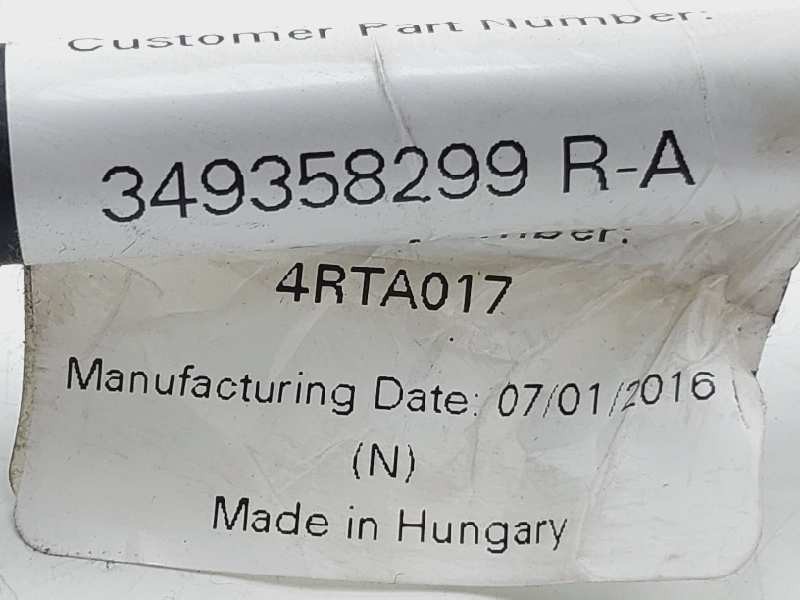 Customer Part Number:
349358299 R-A
4RTA017
Manufacturing Date: 07/01/2016
(N)
Made in Hungary